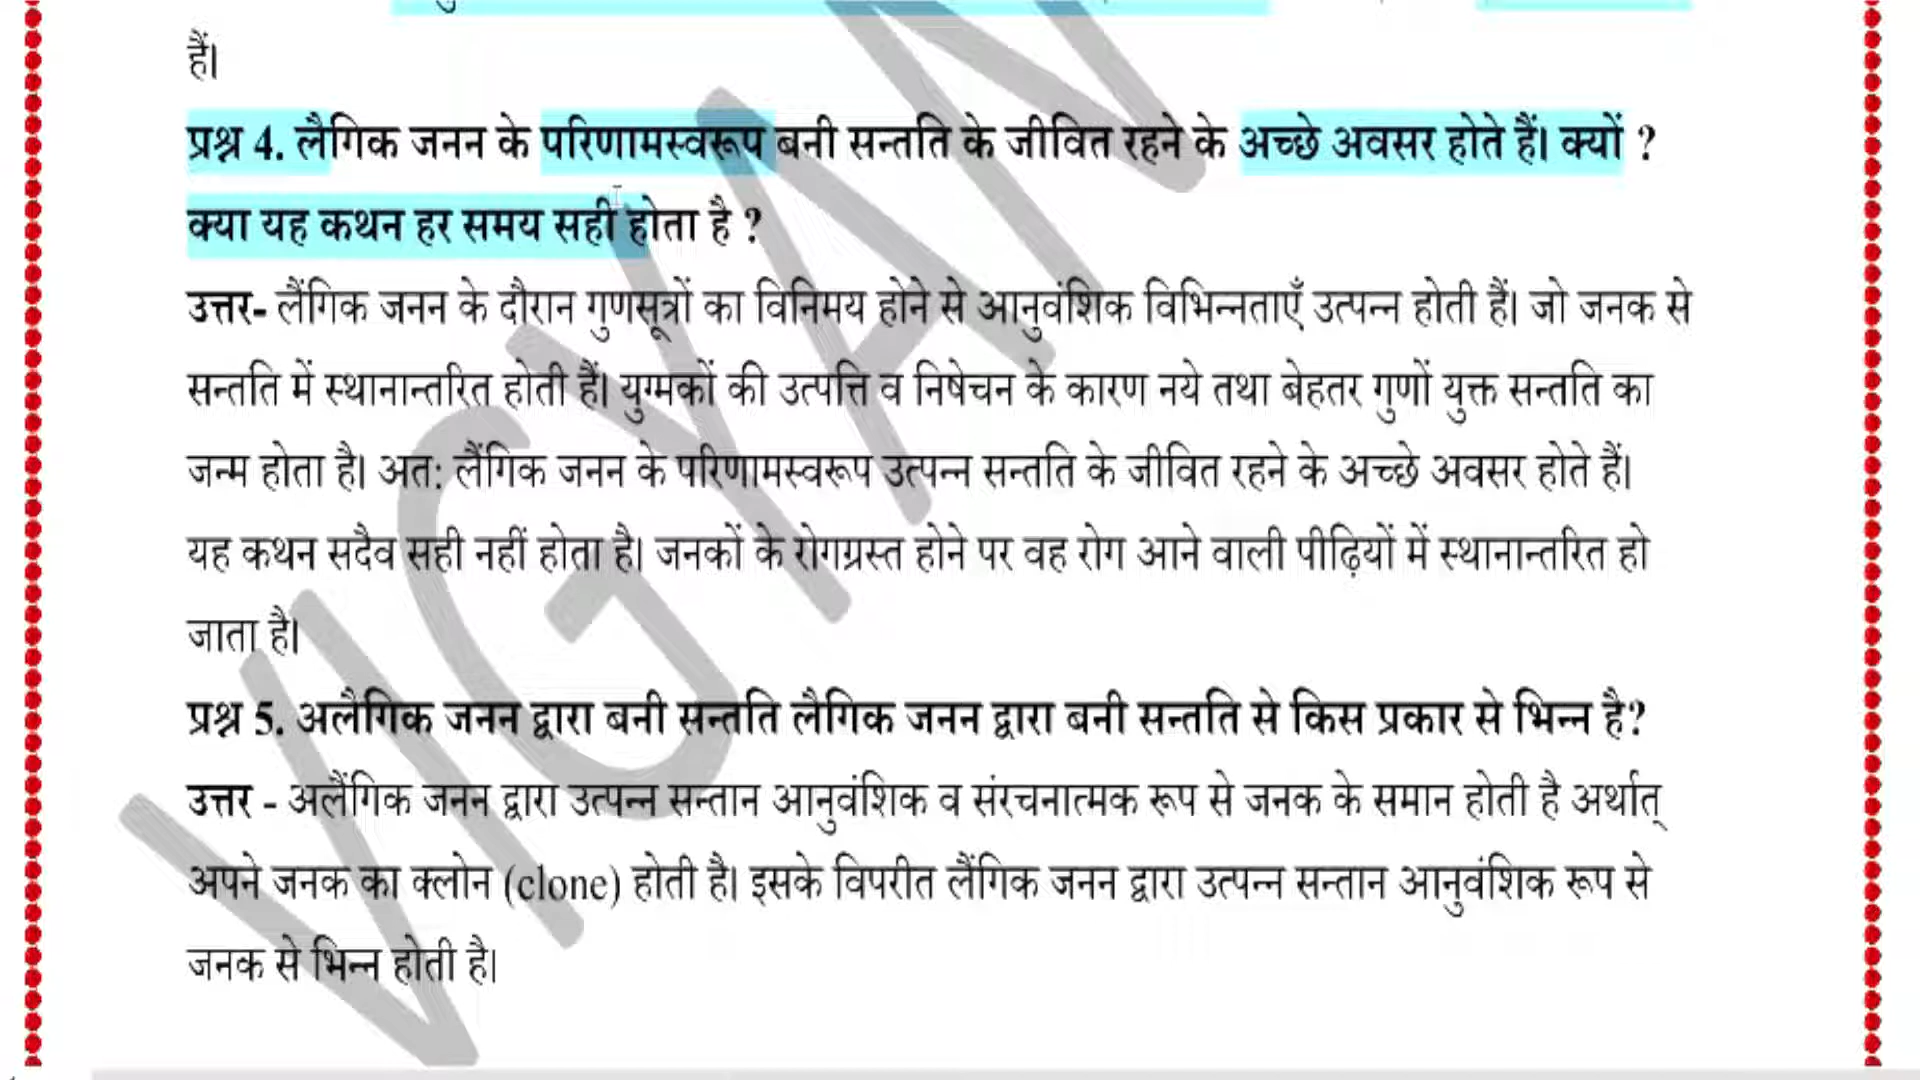 हैं।
प्रश्न 4. लैगिक जनन के परिणामस्वरूप बनी सन्तति के जीवित रहने के अच्छे अवसर होते हैं। क्यों ?
क्या यह कथन हर समय सही होता है ?
उत्तर- लैंगिक जनन के दौरान गुणसूत्रों का विनिमय होने से आनुवंशिक विभिन्नताएँ उत्पन्न होती हैं। जो जनक से
सन्तति में स्थानान्तरित होती हैं। युग्मकों की उत्पत्ति व निषेचन के कारण नये तथा बेहतर गुणों युक्त सन्तति का
जन्म होता है। अत: लैंगिक जनन के परिणामस्वरूप उत्पन्न सन्तति के जीवित रहने के अच्छे अवसर होते हैं।
यह कथन सदैव सही नहीं होता है। जनकों के रोगग्रस्त होने पर वह रोग आने वाली पीढ़ियों में स्थानान्तरित हो
जाता है।
प्रश्न 5. अलैगिक जनन द्वारा बनी सन्तति लैगिक जनन द्वारा बनी सन्तति से किस प्रकार से भिन्न है?
उत्तर - अलैंगिक जनन द्वारा उत्पन्न सन्तान आनुवंशिक व संरचनात्मक रूप से जनक के समान होती है अर्थात्
अपने जनक का क्लोन (clone) होती है। इसके विपरीत लैंगिक जनन द्वारा उत्पन्न सन्तान आनुवंशिक रूप से
जनक से भिन्न होती है।
VIGYAN